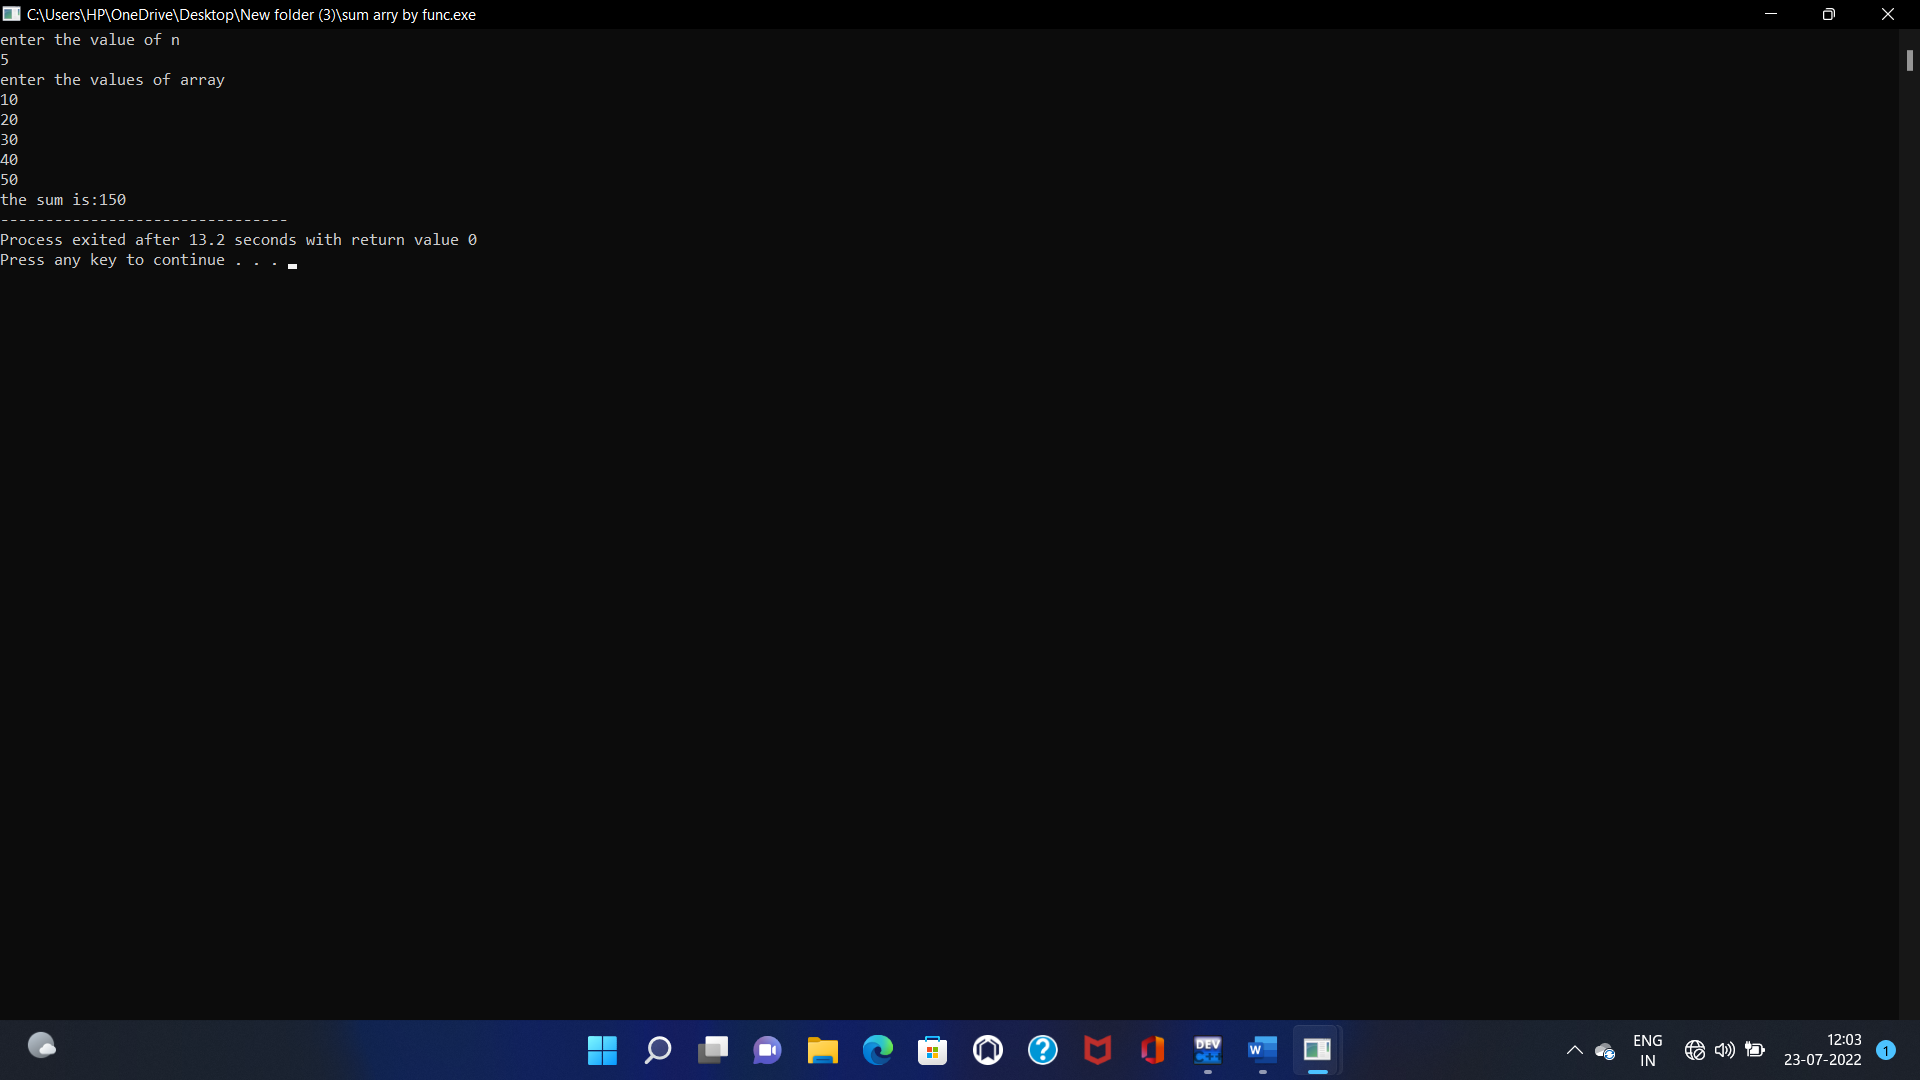 C:\Users\HP\OneDrive\Desktop\New folder (3)\sum arry by func.exe
enter the value of n
5
enter the values of array
10
20
30
40
50
the sum is:150
--------------------------------
Process exited after 13.2 seconds with return value 0
Press any key to continue . . .
DEV
C++
W
ENG
IN
12:03
23-07-2022
1